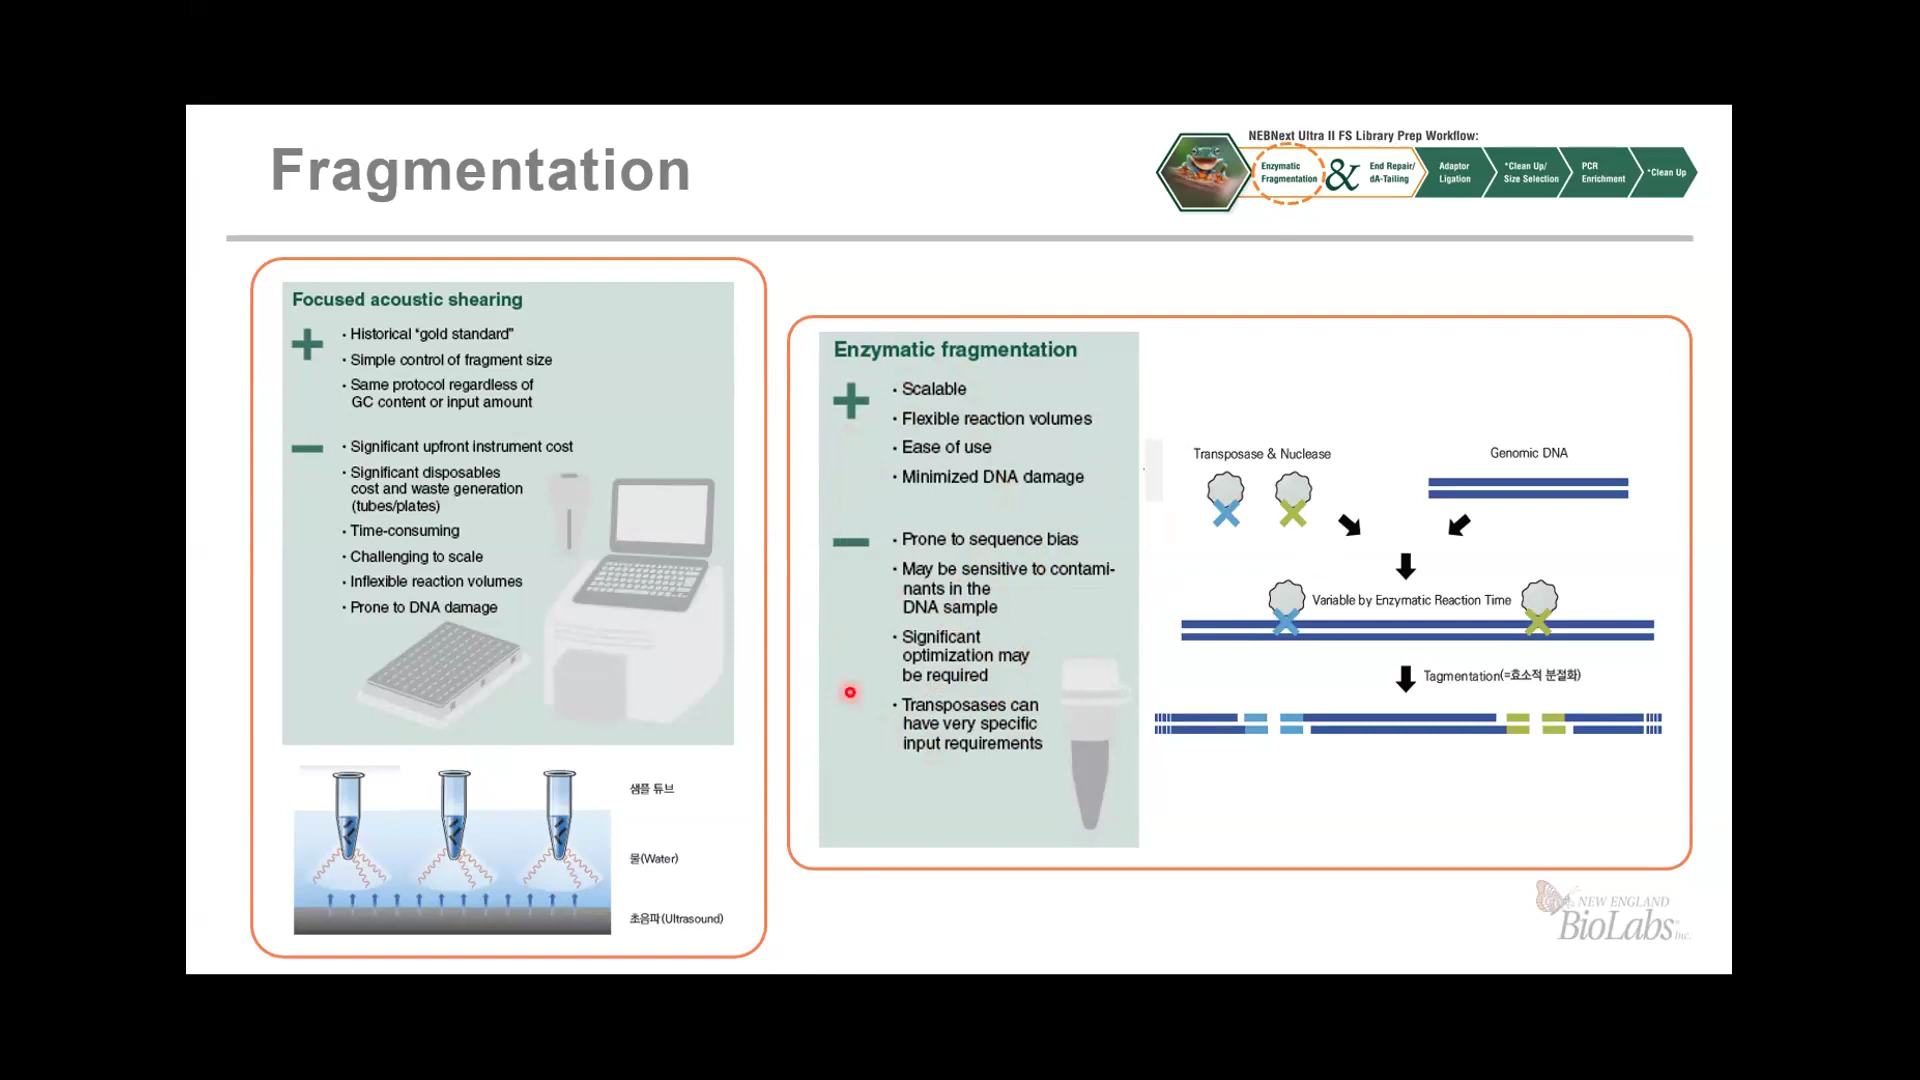 Fragmentation
NEBNext Ultra II FS Library Prep Workflow:
Enzymatic
Fragmentation
&
End Repair/
dA-Tailing
Adaptor
Ligation
*Clean Up/
Size Selection
PCR
Enrichment
*Clean Up
Focused acoustic shearing
+
· Historical “gold standard”
· Simple control of fragment size
· Same protocol regardless of
GC content or input amount
−
· Significant upfront instrument cost
· Significant disposables
cost and waste generation
(tubes/plates)
· Time-consuming
· Challenging to scale
· Inflexible reaction volumes
· Prone to DNA damage
샘플 튜브
물(Water)
초음파(Ultrasound)
Enzymatic fragmentation
+
· Scalable
· Flexible reaction volumes
· Ease of use
· Minimized DNA damage
−
· Prone to sequence bias
· May be sensitive to contami-
nants in the
DNA sample
· Significant
optimization may
be required
· Transposases can
have very specific
input requirements
Transposase & Nuclease
Genomic DNA
Variable by Enzymatic Reaction Time
Tagmentation(=효소적 분절화)
NEW ENGLAND
BioLabs Inc.